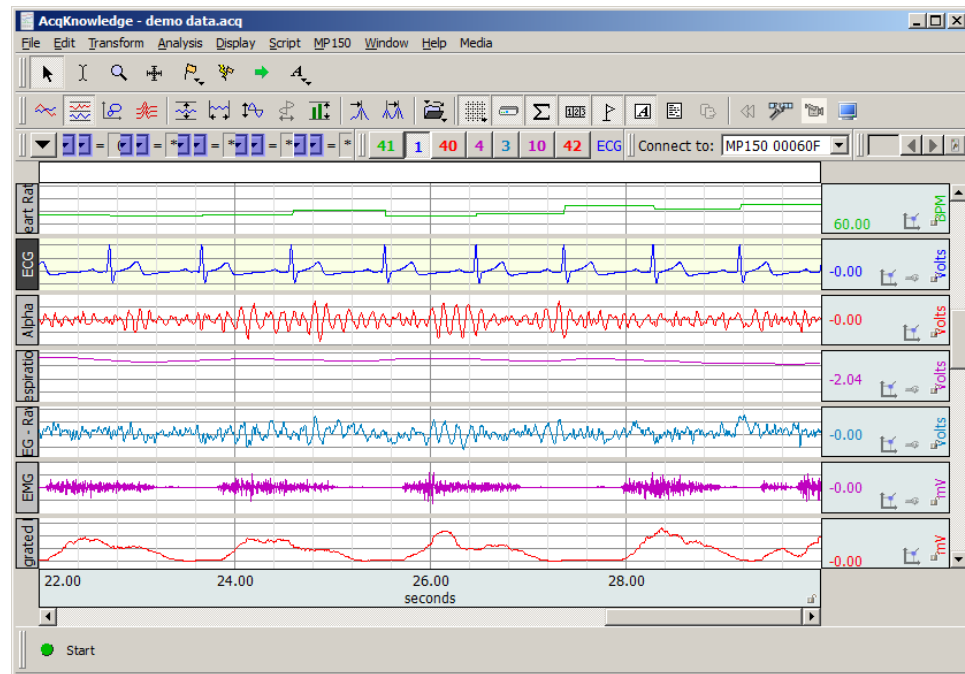 AcqKnowledge - demo data.acq
File Edit Transform Analysis Display Script MP150 Window Help Media
= = = = = * 41 1 40 4 3 10 42 ECG Connect to: MP150 00060F
eart Rat 60.00 BPM
ECG -0.00 Volts
Alpha -0.00 Volts
espiratio -2.04 Volts
EG - Rav -0.00 Volts
EMG -0.00 mV
grated -0.00 mV
22.00 24.00 26.00 28.00
seconds
Start